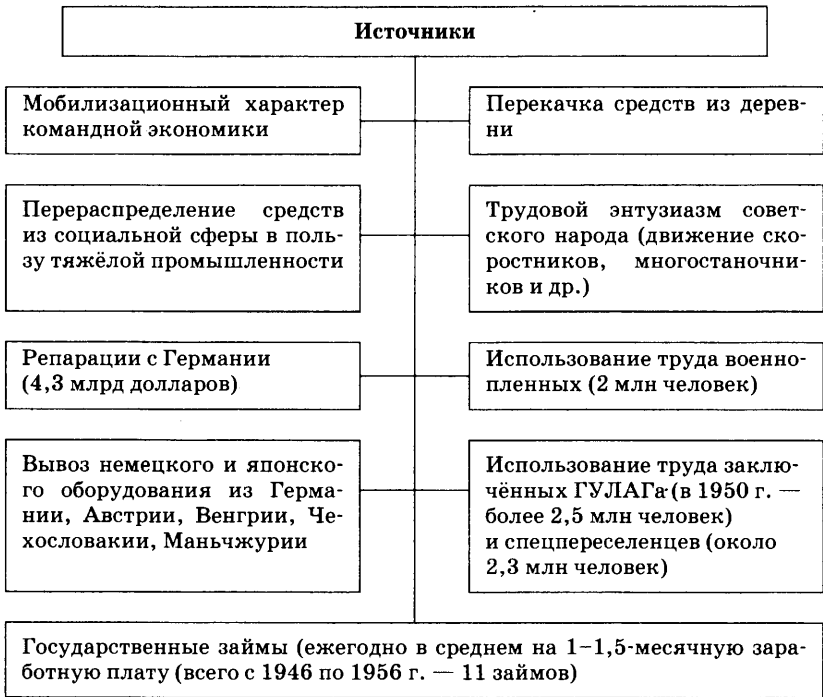 Источники
Мобилизационный характер
командной экономики
Перекачка средств из дерев-
ни
Перераспределение средств
из социальной сферы в поль-
зу тяжёлой промышленности
Трудовой энтузиазм совет-
ского народа (движение ско-
ростников, многостаночни-
ков и др.)
Репарации с Германии
(4,3 млрд долларов)
Использование труда военно-
пленных (2 млн человек)
Вывоз немецкого и японско-
го оборудования из Герма-
нии, Австрии, Венгрии, Че-
хословакии, Маньчжурии
Использование труда заклю-
чённых ГУЛАГа (в 1950 г. —
более 2,5 млн человек)
и спецпереселенцев (около
2,3 млн человек)
Государственные займы (ежегодно в среднем на 1–1,5-месячную зара-
ботную плату (всего с 1946 по 1956 г. — 11 займов)